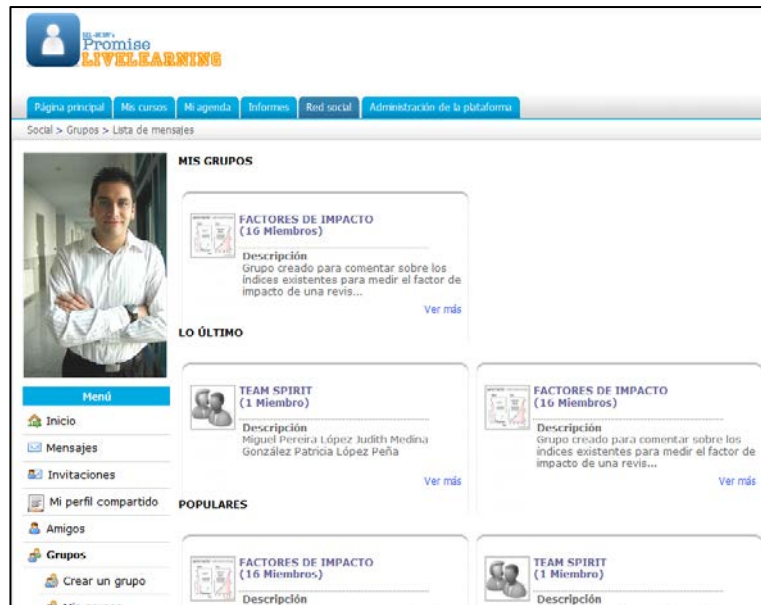 Promise
LIVELEARNING
Página principal Mis cursos Mi agenda Informes Red social Administración de la plataforma
Social > Grupos > Lista de mensajes
MIS GRUPOS
FACTORES DE IMPACTO
(16 Miembros)
Descripción
Grupo creado para comentar sobre los
índices existentes para medir el factor de
impacto de una revis...
Ver más
LO ÚLTIMO
TEAM SPIRIT
(1 Miembro)
Descripción
Miguel Pereira López Judith Medina
González Patricia López Peña
Ver más
FACTORES DE IMPACTO
(16 Miembros)
Descripción
Grupo creado para comentar sobre los
índices existentes para medir el factor de
impacto de una revis...
Ver más
POPULARES
FACTORES DE IMPACTO
(16 Miembros)
Descripción
TEAM SPIRIT
(1 Miembro)
Descripción
Menú
Inicio
Mensajes
Invitaciones
Mi perfil compartido
Amigos
Grupos
Crear un grupo